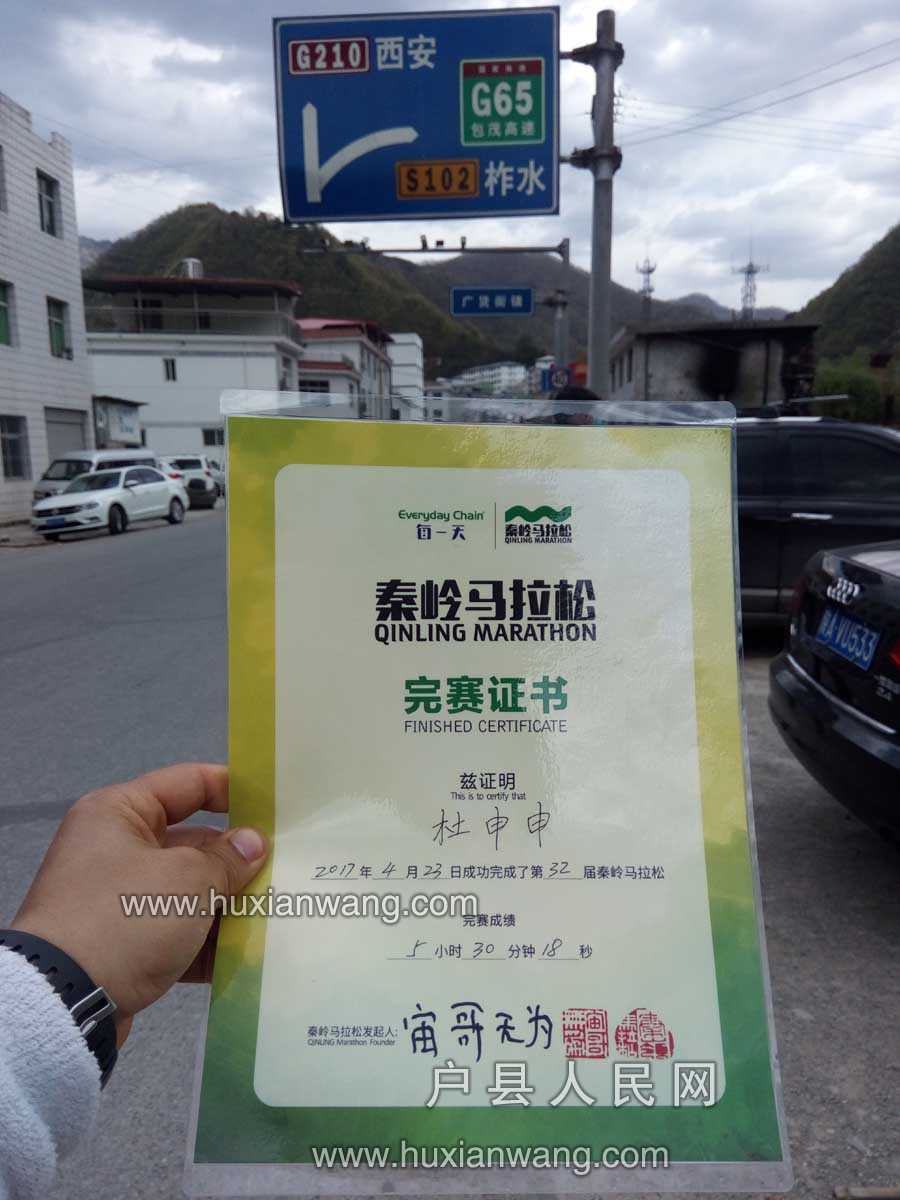 G210 西安
国家高速
G65
包茂高速
S102 柞水
广货街镇
40
Everyday Chain
每一天
秦岭马拉松
QINLING MARATHON
秦岭马拉松
QINLING MARATHON
完赛证书
FINISHED CERTIFICATE
兹证明
This is to certify that
杜申申
2017年4月23日成功完成了第32届秦岭马拉松
www.huxianwang.com
完赛成绩
5小时30分钟18秒
秦岭马拉松发起人:
QINLING Marathon Founder
宙哥无为
户县人民网
www.huxianwang.com
A VU533